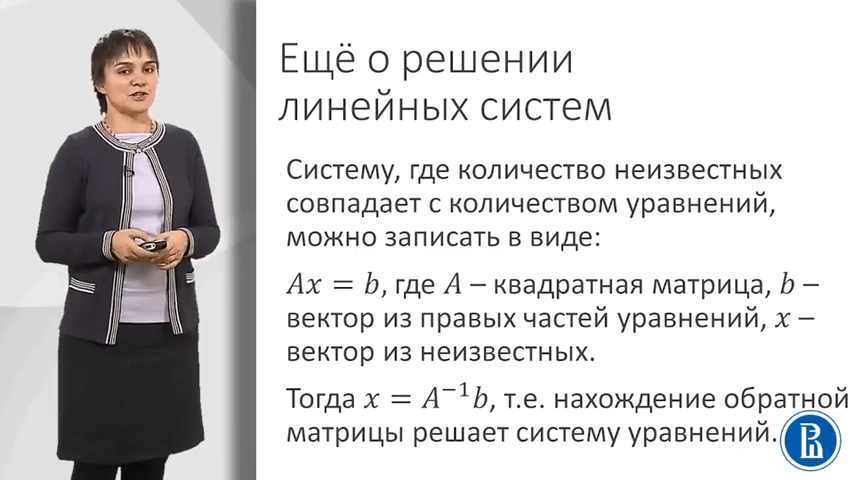 Ещё о решении
линейных систем
Систему, где количество неизвестных
совпадает с количеством уравнений,
можно записать в виде:
Ax = b, где A – квадратная матрица, b –
вектор из правых частей уравнений, x –
вектор из неизвестных.
Тогда x = A⁻¹b, т.е. нахождение обратной
матрицы решает систему уравнений.